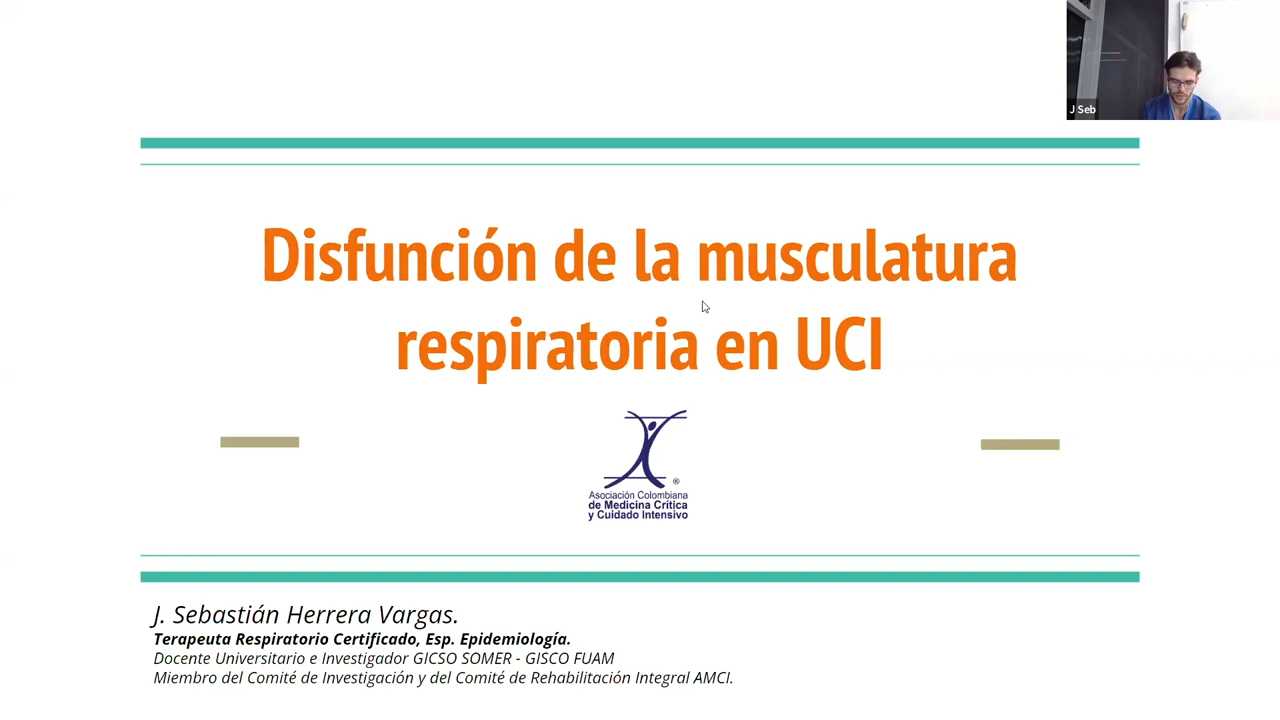 J Seb
Disfunción de la musculatura
respiratoria en UCI
®
Asociación Colombiana
de Medicina Crítica
y Cuidado Intensivo
J. Sebastián Herrera Vargas.
Terapeuta Respiratorio Certificado, Esp. Epidemiología.
Docente Universitario e Investigador GICSO SOMER - GISCO FUAM
Miembro del Comité de Investigación y del Comité de Rehabilitación Integral AMCI.